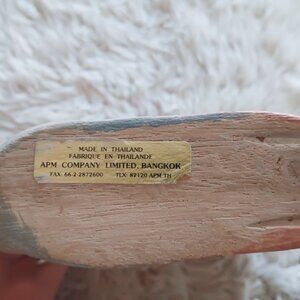 MADE IN THAILAND
FABRIQUE EN THAILANDE
APM COMPANY LIMITED, BANGKOK
FAX. 66-2-2872600 TLX: 82120 APM TH